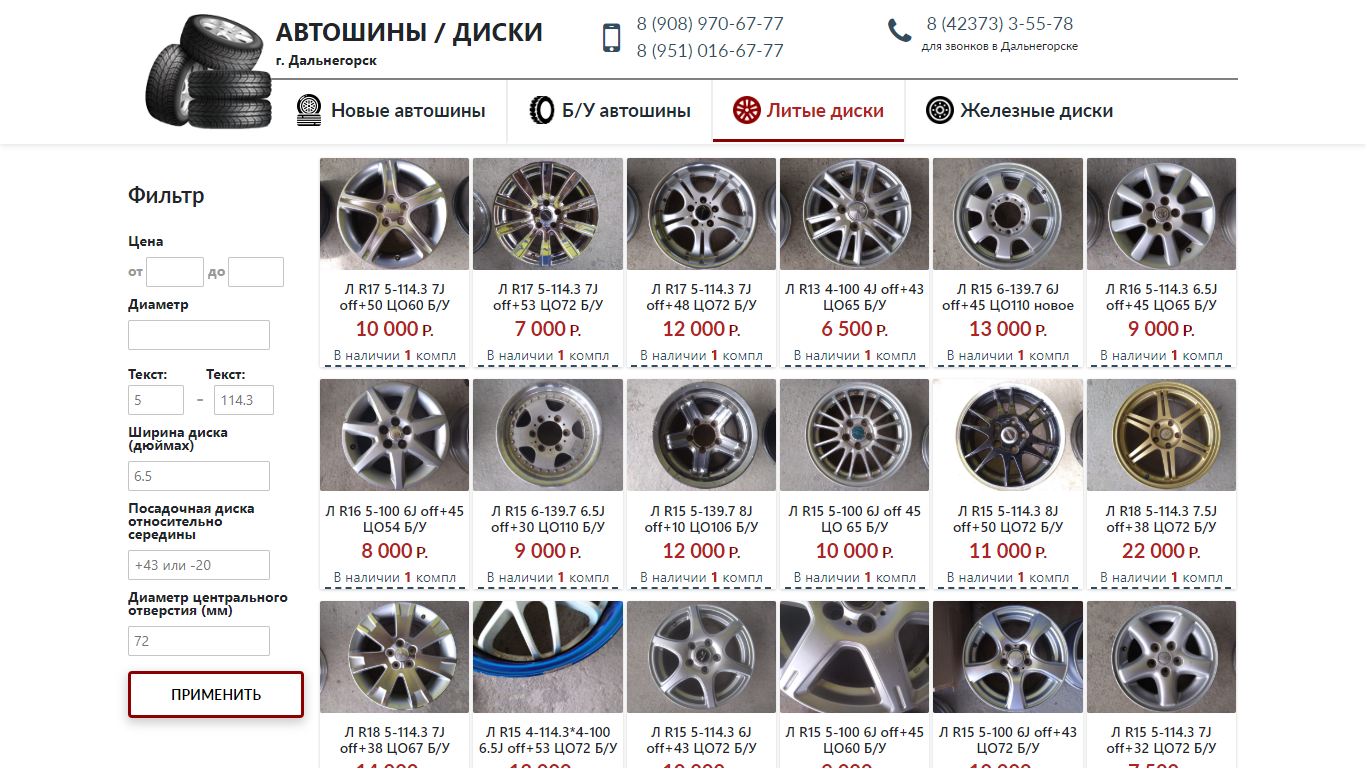 АВТОШИНЫ / ДИСКИ
г. Дальнегорск
8 (908) 970-67-77
8 (951) 016-67-77
8 (42373) 3-55-78
для звонков в Дальнегорске
Новые автошины
Б/У автошины
Литые диски
Железные диски
Фильтр
Цена
от
до
Диаметр
Текст: Текст:
5 - 114.3
Ширина диска
(дюймах)
6.5
Посадочная диска
относительно
середины
+43 или -20
Диаметр центрального
отверстия (мм)
72
ПРИМЕНИТЬ
Л R17 5-114.3 7J
off+50 ЦО60 Б/У
10 000 Р.
В наличии 1 компл
Л R17 5-114.3 7J
off+53 ЦО72 Б/У
7 000 Р.
В наличии 1 компл
Л R17 5-114.3 7J
off+48 ЦО72 Б/У
12 000 Р.
В наличии 1 компл
Л R13 4-100 4J off+43
ЦО65 Б/У
6 500 Р.
В наличии 1 компл
Л R15 6-139.7 6J
off+45 ЦО110 новое
13 000 Р.
В наличии 1 компл
Л R16 5-114.3 6.5J
off+45 ЦО65 Б/У
9 000 Р.
В наличии 1 компл
Л R16 5-100 6J off+45
ЦО54 Б/У
8 000 Р.
В наличии 1 компл
Л R15 6-139.7 6.5J
off+30 ЦО110 Б/У
9 000 Р.
В наличии 1 компл
Л R15 5-139.7 8J
off+10 ЦО106 Б/У
12 000 Р.
В наличии 1 компл
Л R15 5-100 6J off 45
ЦО 65 Б/У
10 000 Р.
В наличии 1 компл
Л R15 5-114.3 8J
off+50 ЦО72 Б/У
11 000 Р.
В наличии 1 компл
Л R18 5-114.3 7.5J
off+38 ЦО72 Б/У
22 000 Р.
В наличии 1 компл
Л R18 5-114.3 7J
off+38 ЦО67 Б/У
Л R15 4-114.3*4-100
6.5J off+53 ЦО72 Б/У
Л R15 5-114.3 6J
off+43 ЦО72 Б/У
Л R15 5-100 6J off+45
ЦО60 Б/У
Л R15 5-100 6J off+43
ЦО72 Б/У
Л R15 5-114.3 7J
off+32 ЦО72 Б/У